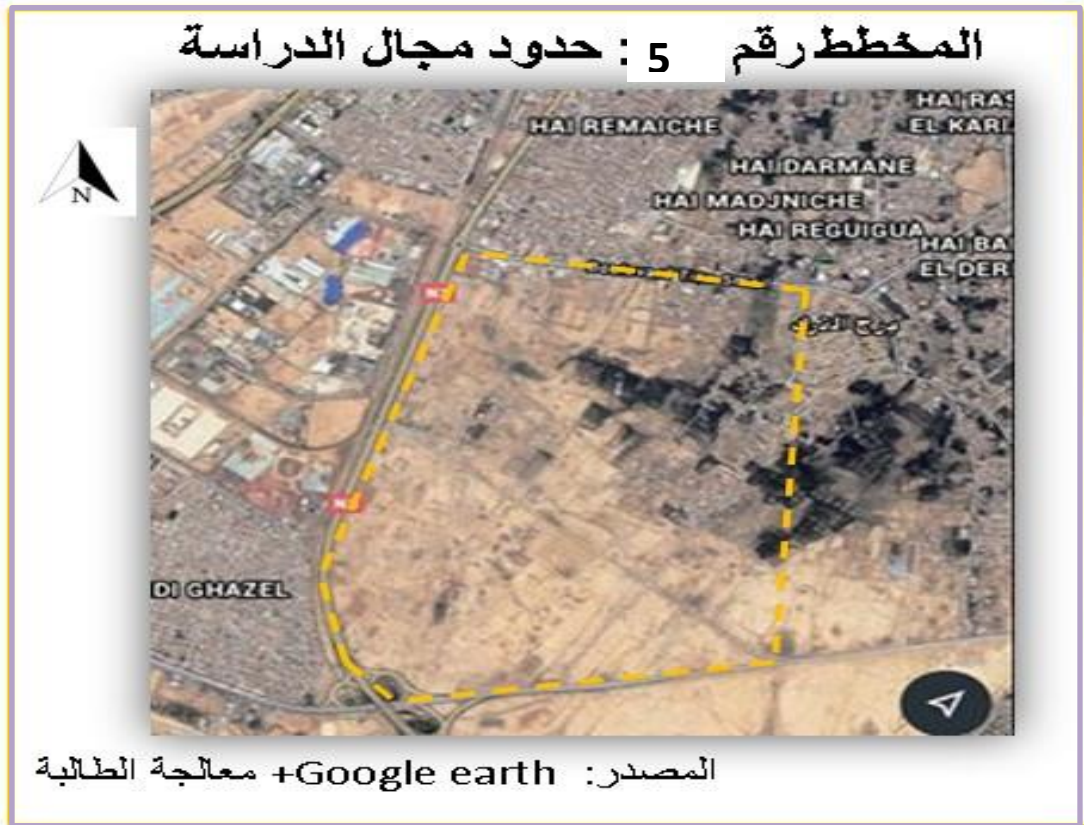 المخطط رقم 5 : حدود مجال الدراسة
N
HAI REMAICHE
HAI RAS
EL KARI
HAI DARMANE
HAI MADJNICHE
HAI REGUIGUA
HAI BA
EL DER
DI GHAZEL
المصدر: Google earth+ معالجة الطالبة